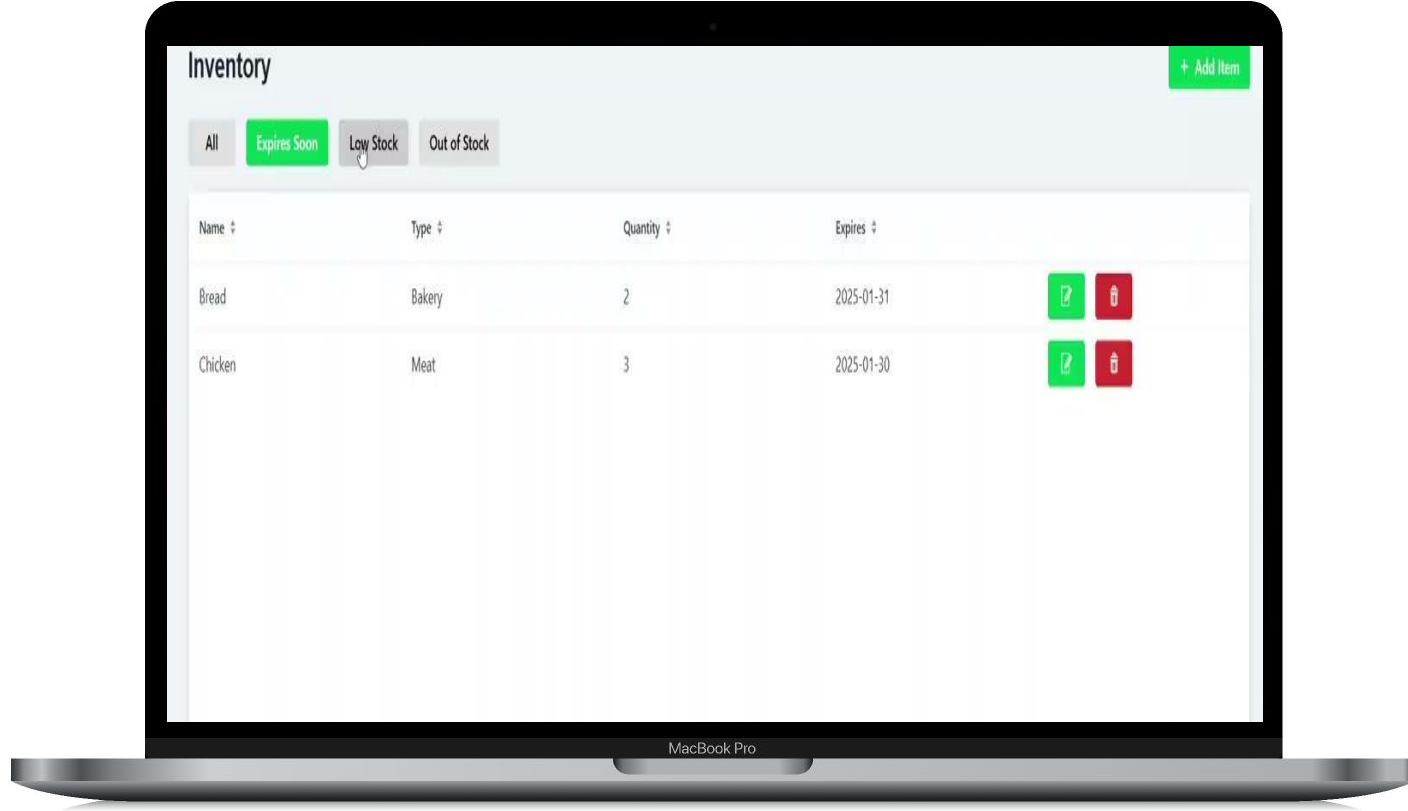 Inventory
+ Add Item
All
Expires Soon
Low Stock
Out of Stock
Name Type Quantity Expires
Bread Bakery 2 2025-01-31
Chicken Meat 3 2025-01-30
MacBook Pro